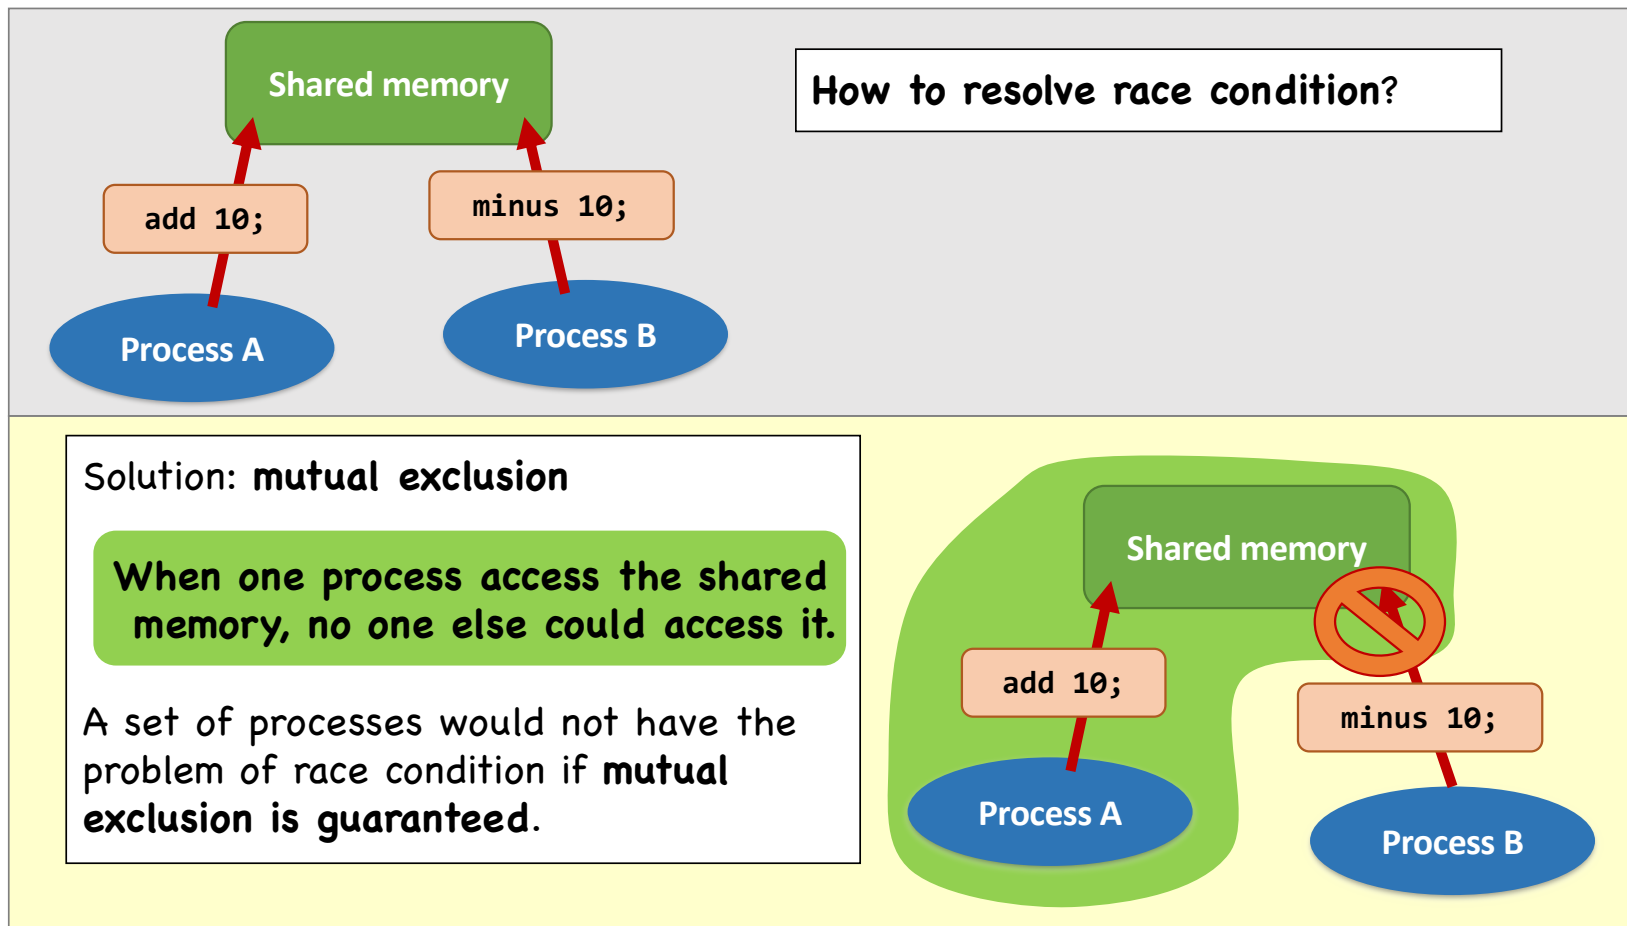 Shared memory
How to resolve race condition?
add 10;
minus 10;
Process A
Process B
Solution: mutual exclusion
When one process access the shared
memory, no one else could access it.
A set of processes would not have the
problem of race condition if mutual
exclusion is guaranteed.
Shared memory
add 10;
minus 10;
Process A
Process B